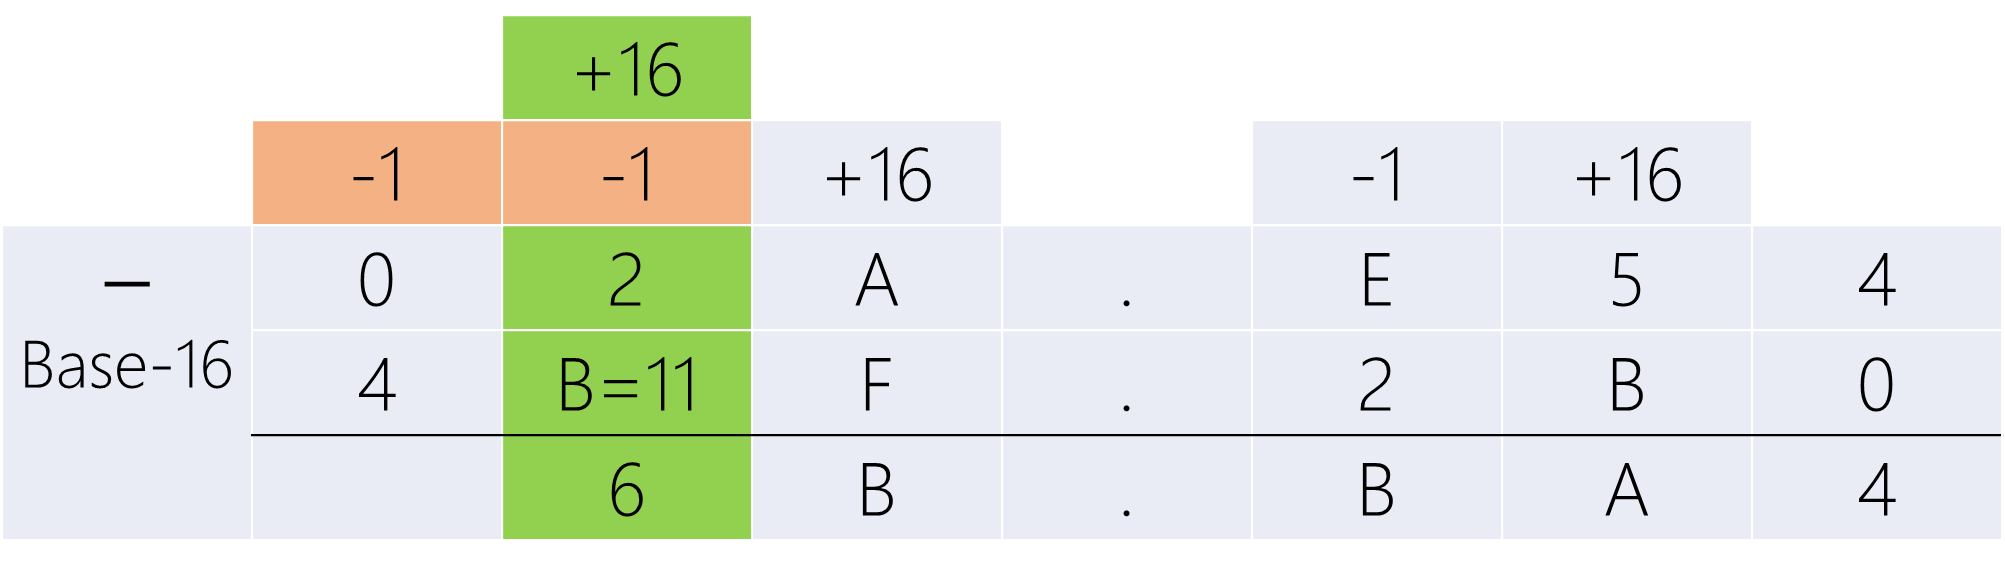 +16
-1 -1 +16 -1 +16
– 0 2 A . E 5 4
Base-16 4 B=11 F . 2 B 0
6 B . B A 4